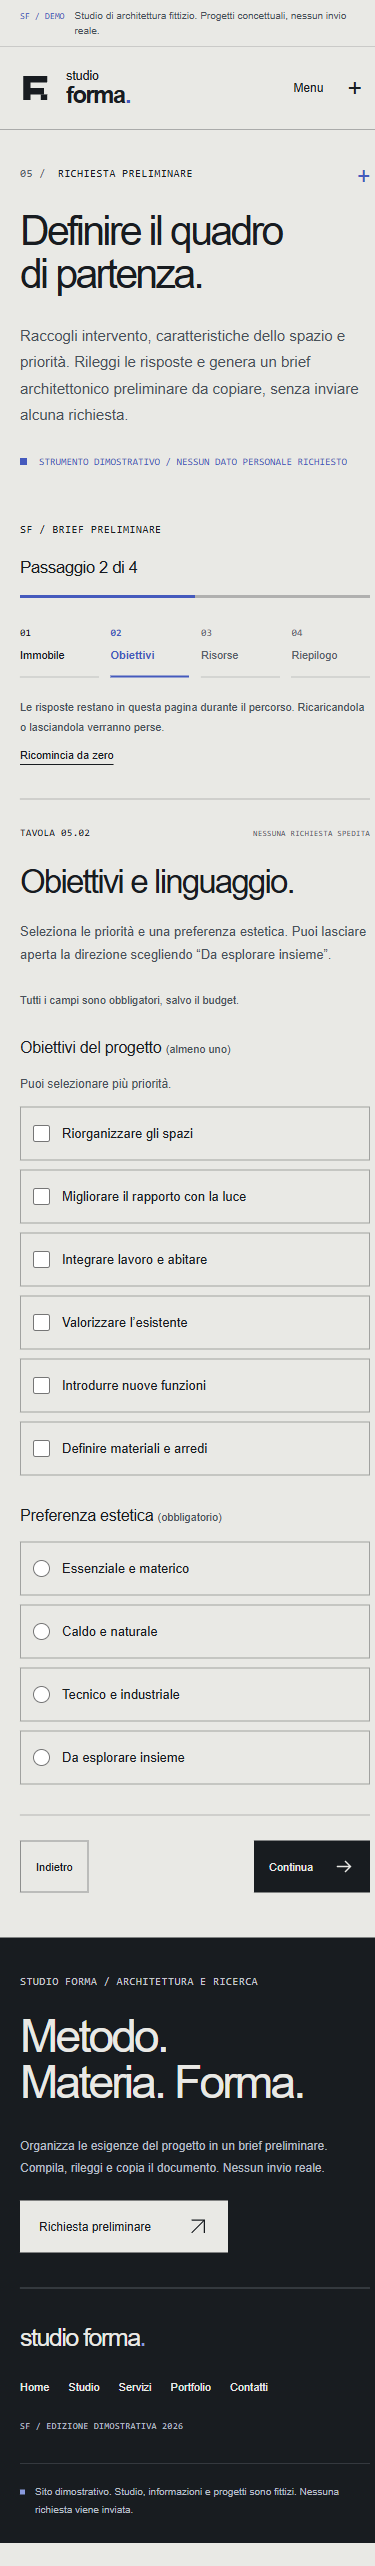 SF / DEMO Studio di architettura fittizio. Progetti concettuali, nessun invio
reale.
studio
forma.
Menu +
05 / RICHIESTA PRELIMINARE +
Definire il quadro
di partenza.
Raccogli intervento, caratteristiche dello spazio e
priorità. Rileggi le risposte e genera un brief
architettonico preliminare da copiare, senza inviare
alcuna richiesta.
STRUMENTO DIMOSTRATIVO / NESSUN DATO PERSONALE RICHIESTO
SF / BRIEF PRELIMINARE
Passaggio 2 di 4
01 02 03 04
Immobile Obiettivi Risorse Riepilogo
Le risposte restano in questa pagina durante il percorso. Ricaricandola
o lasciandola verranno perse.
Ricomincia da zero
TAVOLA 05.02 NESSUNA RICHIESTA SPEDITA
Obiettivi e linguaggio.
Seleziona le priorità e una preferenza estetica. Puoi lasciare
aperta la direzione scegliendo “Da esplorare insieme”.
Tutti i campi sono obbligatori, salvo il budget.
Obiettivi del progetto (almeno uno)
Puoi selezionare più priorità.
Riorganizzare gli spazi
Migliorare il rapporto con la luce
Integrare lavoro e abitare
Valorizzare l’esistente
Introdurre nuove funzioni
Definire materiali e arredi
Preferenza estetica (obbligatorio)
Essenziale e materico
Caldo e naturale
Tecnico e industriale
Da esplorare insieme
Indietro Continua
STUDIO FORMA / ARCHITETTURA E RICERCA
Metodo.
Materia. Forma.
Organizza le esigenze del progetto in un brief preliminare.
Compila, rileggi e copia il documento. Nessun invio reale.
Richiesta preliminare
studio forma.
Home Studio Servizi Portfolio Contatti
SF / EDIZIONE DIMOSTRATIVA 2026
Sito dimostrativo. Studio, informazioni e progetti sono fittizi. Nessuna
richiesta viene inviata.